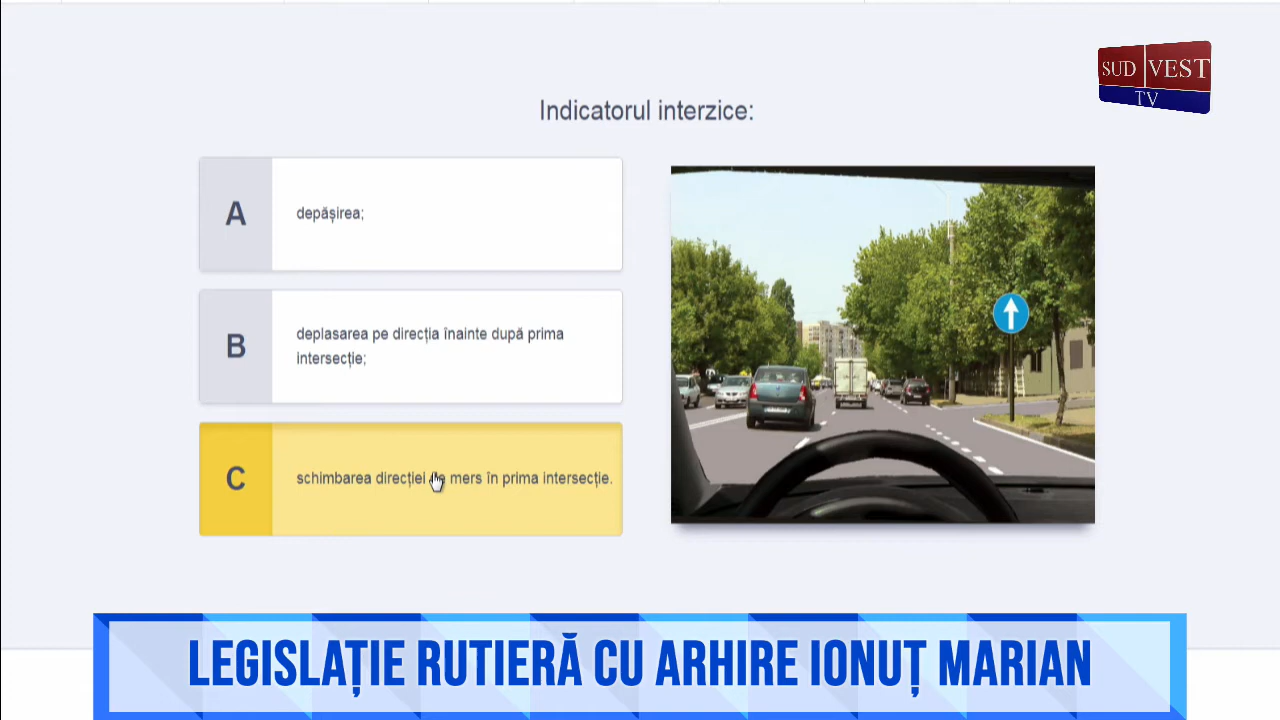 SUD VEST
TV
Indicatorul interzice:
A
depășirea;
B
deplasarea pe direcția înainte după prima
intersecție;
C
schimbarea direcției de mers în prima intersecție.
LEGISLAȚIE RUTIERĂ CU ARHIRE IONUȚ MARIAN